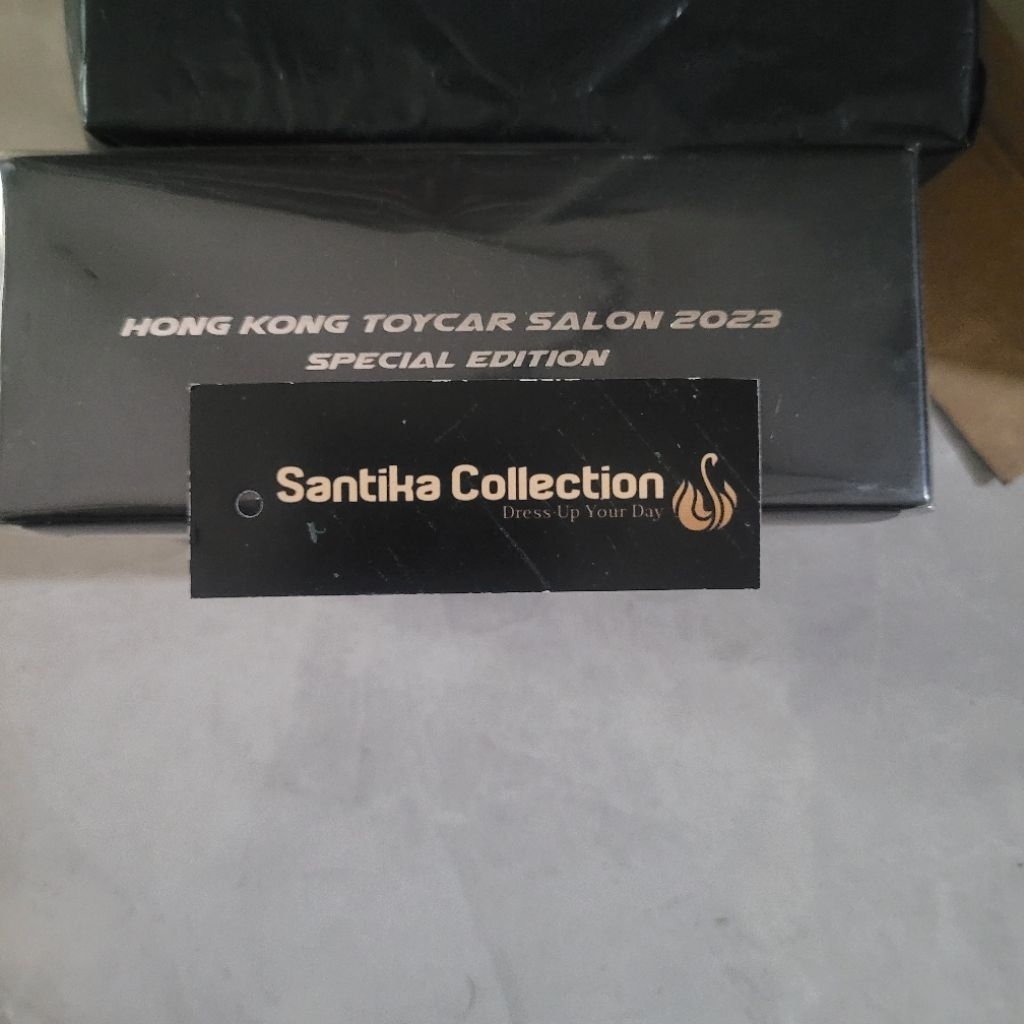 HONG KONG TOYCAR SALON 2023
SPECIAL EDITION
Santika Collection
Dress-Up Your Day